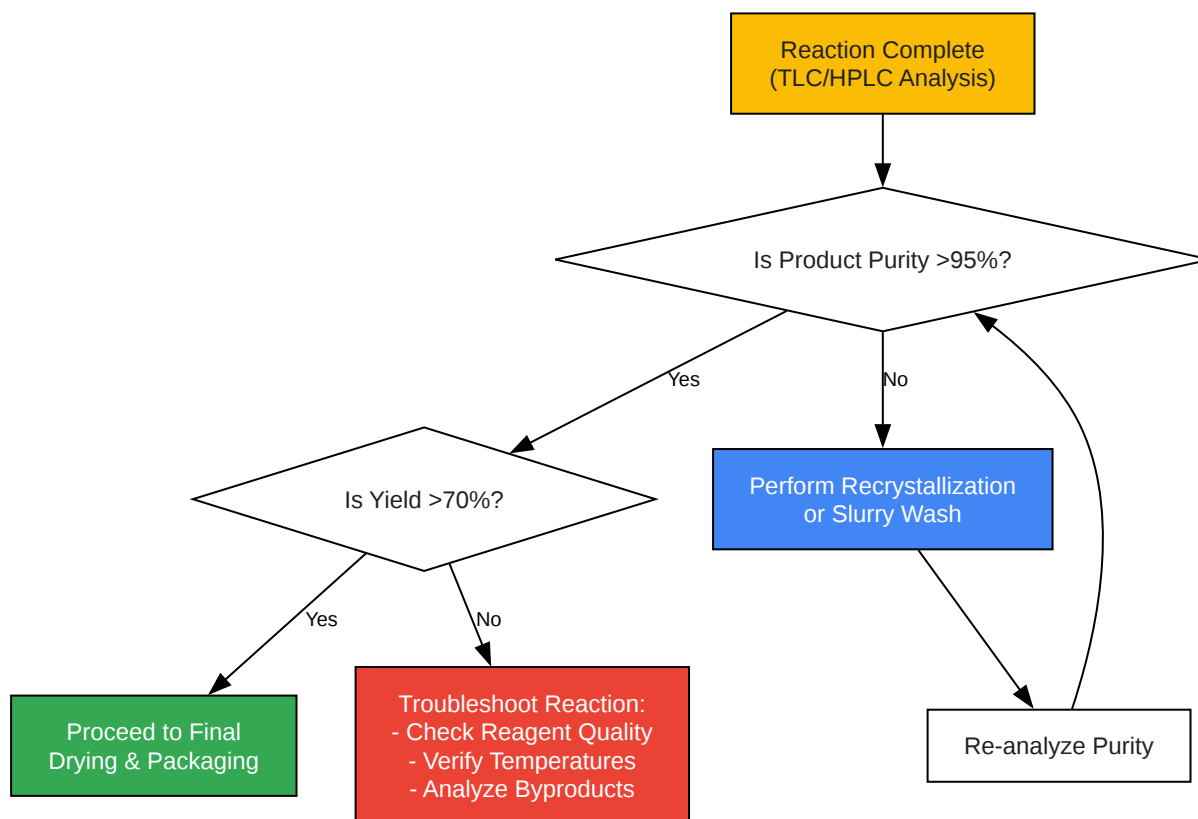 Reaction Complete
(TLC/HPLC Analysis)
Is Product Purity >95%?
Yes
No
Is Yield >70%?
Perform Recrystallization
or Slurry Wash
Yes
No
Proceed to Final
Drying & Packaging
Troubleshoot Reaction:
- Check Reagent Quality
- Verify Temperatures
- Analyze Byproducts
Re-analyze Purity